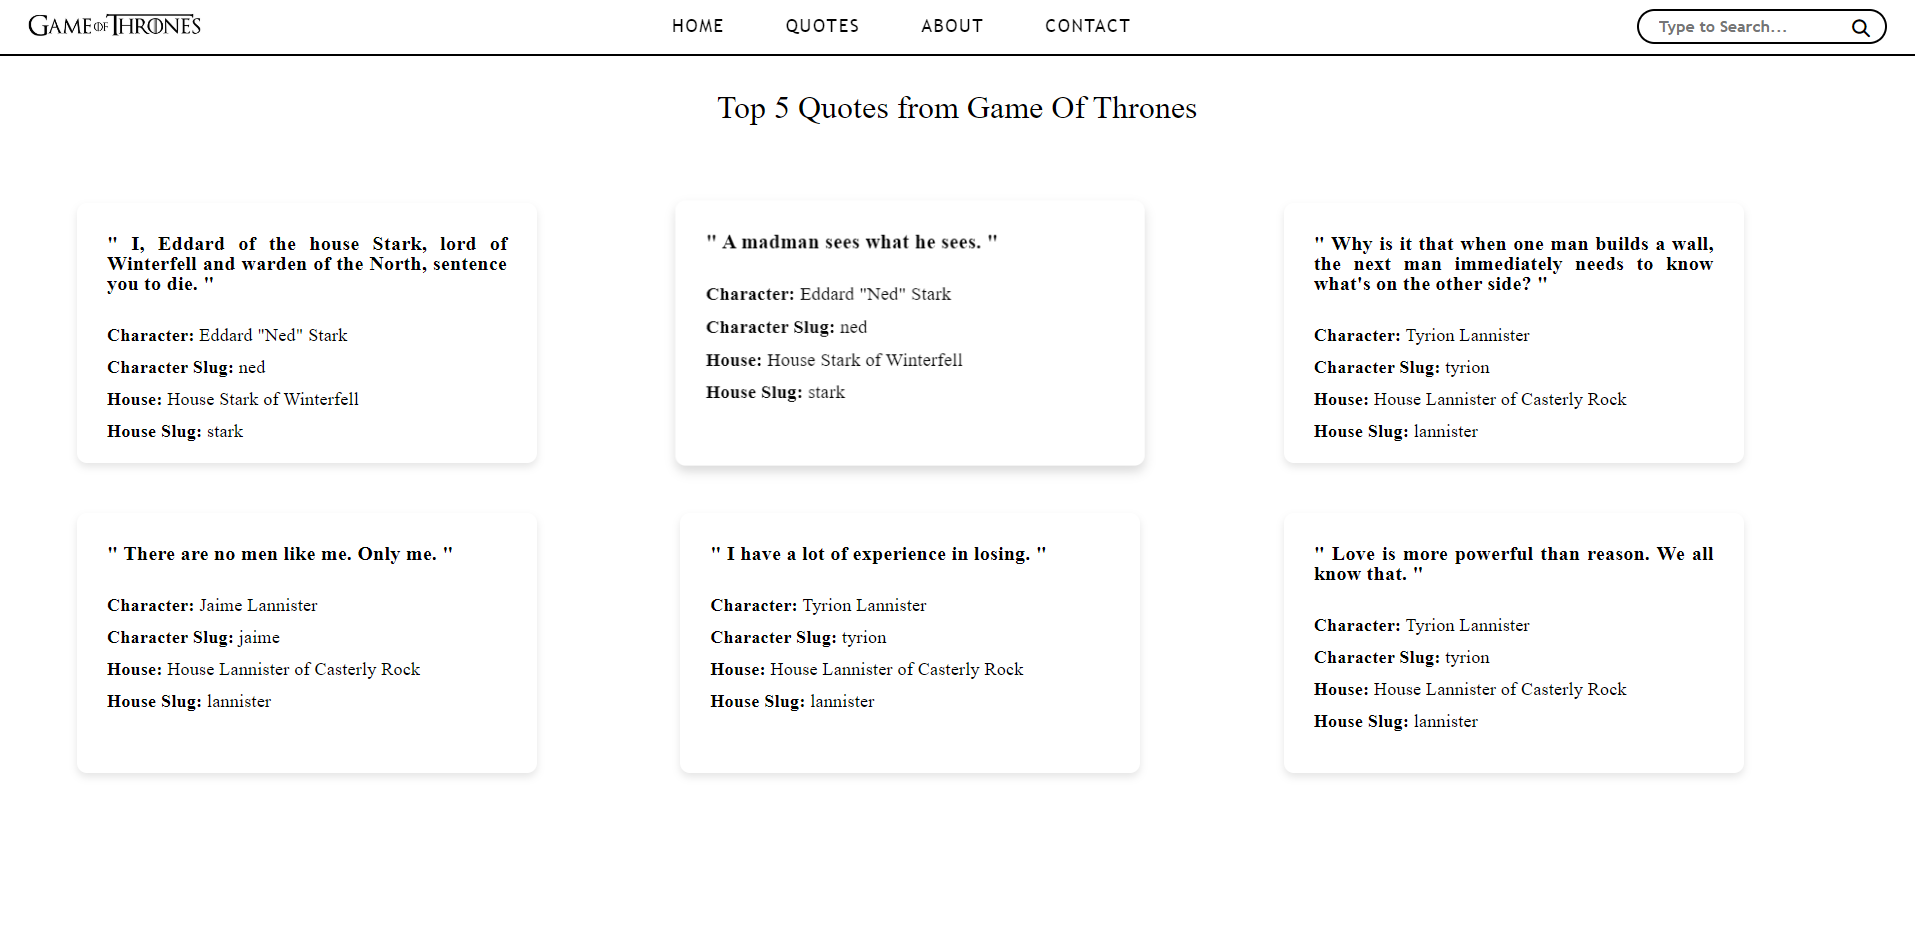 GAME OF THRONES
HOME QUOTES ABOUT CONTACT
Type to Search...
Top 5 Quotes from Game Of Thrones
" I, Eddard of the house Stark, lord of
Winterfell and warden of the North, sentence
you to die. "
Character: Eddard "Ned" Stark
Character Slug: ned
House: House Stark of Winterfell
House Slug: stark
" A madman sees what he sees. "
Character: Eddard "Ned" Stark
Character Slug: ned
House: House Stark of Winterfell
House Slug: stark
" Why is it that when one man builds a wall,
the next man immediately needs to know
what's on the other side? "
Character: Tyrion Lannister
Character Slug: tyrion
House: House Lannister of Casterly Rock
House Slug: lannister
" There are no men like me. Only me. "
Character: Jaime Lannister
Character Slug: jaime
House: House Lannister of Casterly Rock
House Slug: lannister
" I have a lot of experience in losing. "
Character: Tyrion Lannister
Character Slug: tyrion
House: House Lannister of Casterly Rock
House Slug: lannister
" Love is more powerful than reason. We all
know that. "
Character: Tyrion Lannister
Character Slug: tyrion
House: House Lannister of Casterly Rock
House Slug: lannister